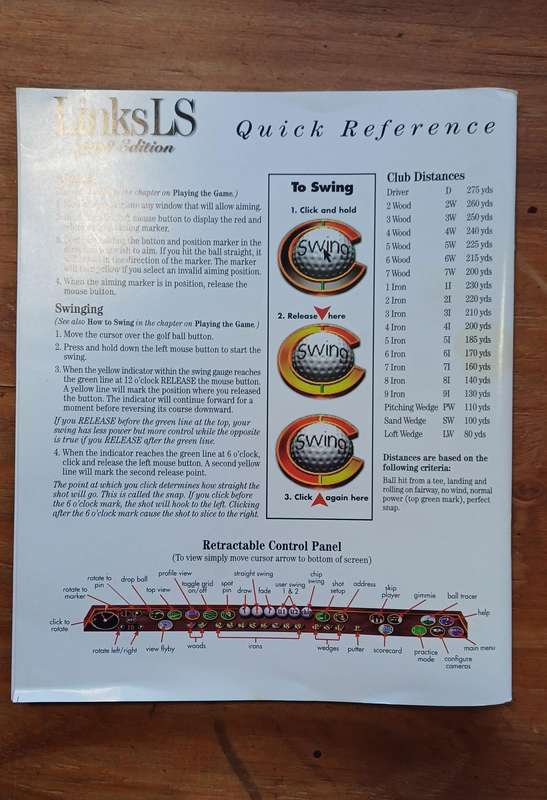 LinksLS
Edition
Quick Reference
in the chapter on Playing the Game.)
any window that will allow aiming.
mouse button to display the red and
aiming marker.
the button and position marker in the
to aim. If you hit the ball straight, it
in the direction of the marker. The marker
if you select an invalid aiming position.
4. When the aiming marker is in position, release the
mouse button.
Swinging
(See also How to Swing in the chapter on Playing the Game.)
1. Move the cursor over the golf ball button.
2. Press and hold down the left mouse button to start the
swing.
3. When the yellow indicator within the swing gauge reaches
the green line at 12 o'clock RELEASE the mouse button.
A yellow line will mark the position where you released
the button. The indicator will continue forward for a
moment before reversing its course downward.
If you RELEASE before the green line at the top, your
swing has less power but more control while the opposite
is true if you RELEASE after the green line.
4. When the indicator reaches the green line at 6 o'clock,
click and release the left mouse button. A second yellow
line will mark the second release point.
The point at which you click determines how straight the
shot will go. This is called the snap. If you click before
the 6 o'clock mark, the shot will hook to the left. Clicking
after the 6 o'clock mark cause the shot to slice to the right.
To Swing
1. Click and hold
Swing
2. Release here
Swing
Swing
3. Click again here
Club Distances
Driver D 275 yds
2 Wood 2W 260 yds
3 Wood 3W 250 yds
4 Wood 4W 240 yds
5 Wood 5W 225 yds
6 Wood 6W 215 yds
7 Wood 7W 200 yds
1 Iron 1I 230 yds
2 Iron 2I 220 yds
3 Iron 3I 210 yds
4 Iron 4I 200 yds
5 Iron 5I 185 yds
6 Iron 6I 170 yds
7 Iron 7I 160 yds
8 Iron 8I 140 yds
9 Iron 9I 130 yds
Pitching Wedge PW 110 yds
Sand Wedge SW 100 yds
Loft Wedge LW 80 yds
Distances are based on the
following criteria:
Ball hit from a tee, landing and
rolling on fairway, no wind, normal
power (top green mark), perfect
snap.
Retractable Control Panel
(To view simply move cursor arrow to bottom of screen)
click to
rotate
rotate to
marker
rotate to
pin
drop ball
top view
profile view
toggle grid
on/off
spot
pin
draw
straight swing
fade
user swing
1 & 2
chip
swing
shot
setup
address
skip
player
gimmie
ball tracer
help
rotate left/right
view flyby
woods
irons
wedges
putter
scorecard
practice
mode
configure
cameras
main menu